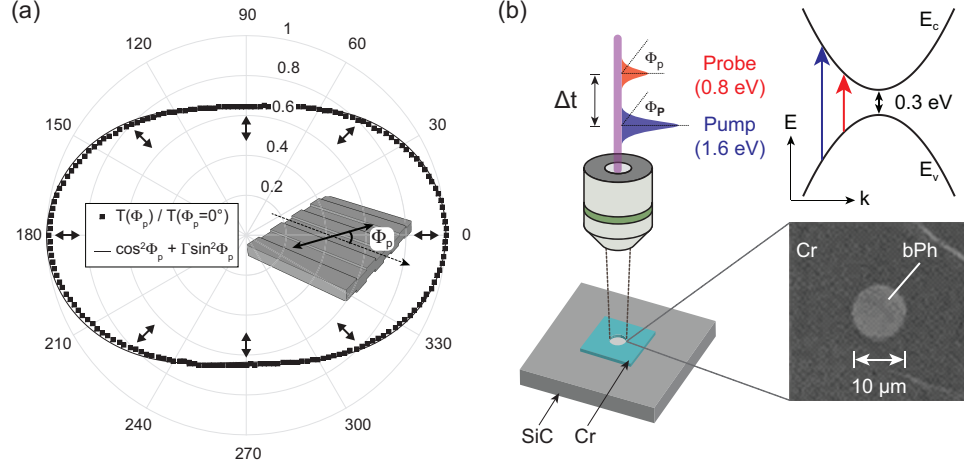 (a)
90
120
60
1
0.8
0.6
150
30
0.4
0.2
T(Φp) / T(Φp=0°)
cos²Φp + Γsin²Φp
180
0
Φp
210
330
240
300
270
(b)
Φp
Probe
(0.8 eV)
Δt
ΦP
Pump
(1.6 eV)
Ec
0.3 eV
E
Ev
k
Cr
bPh
10 µm
SiC
Cr